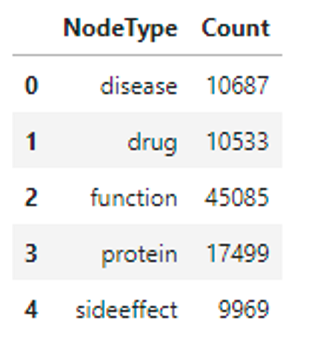 NodeType Count
0 disease 10687
1 drug 10533
2 function 45085
3 protein 17499
4 sideeffect 9969